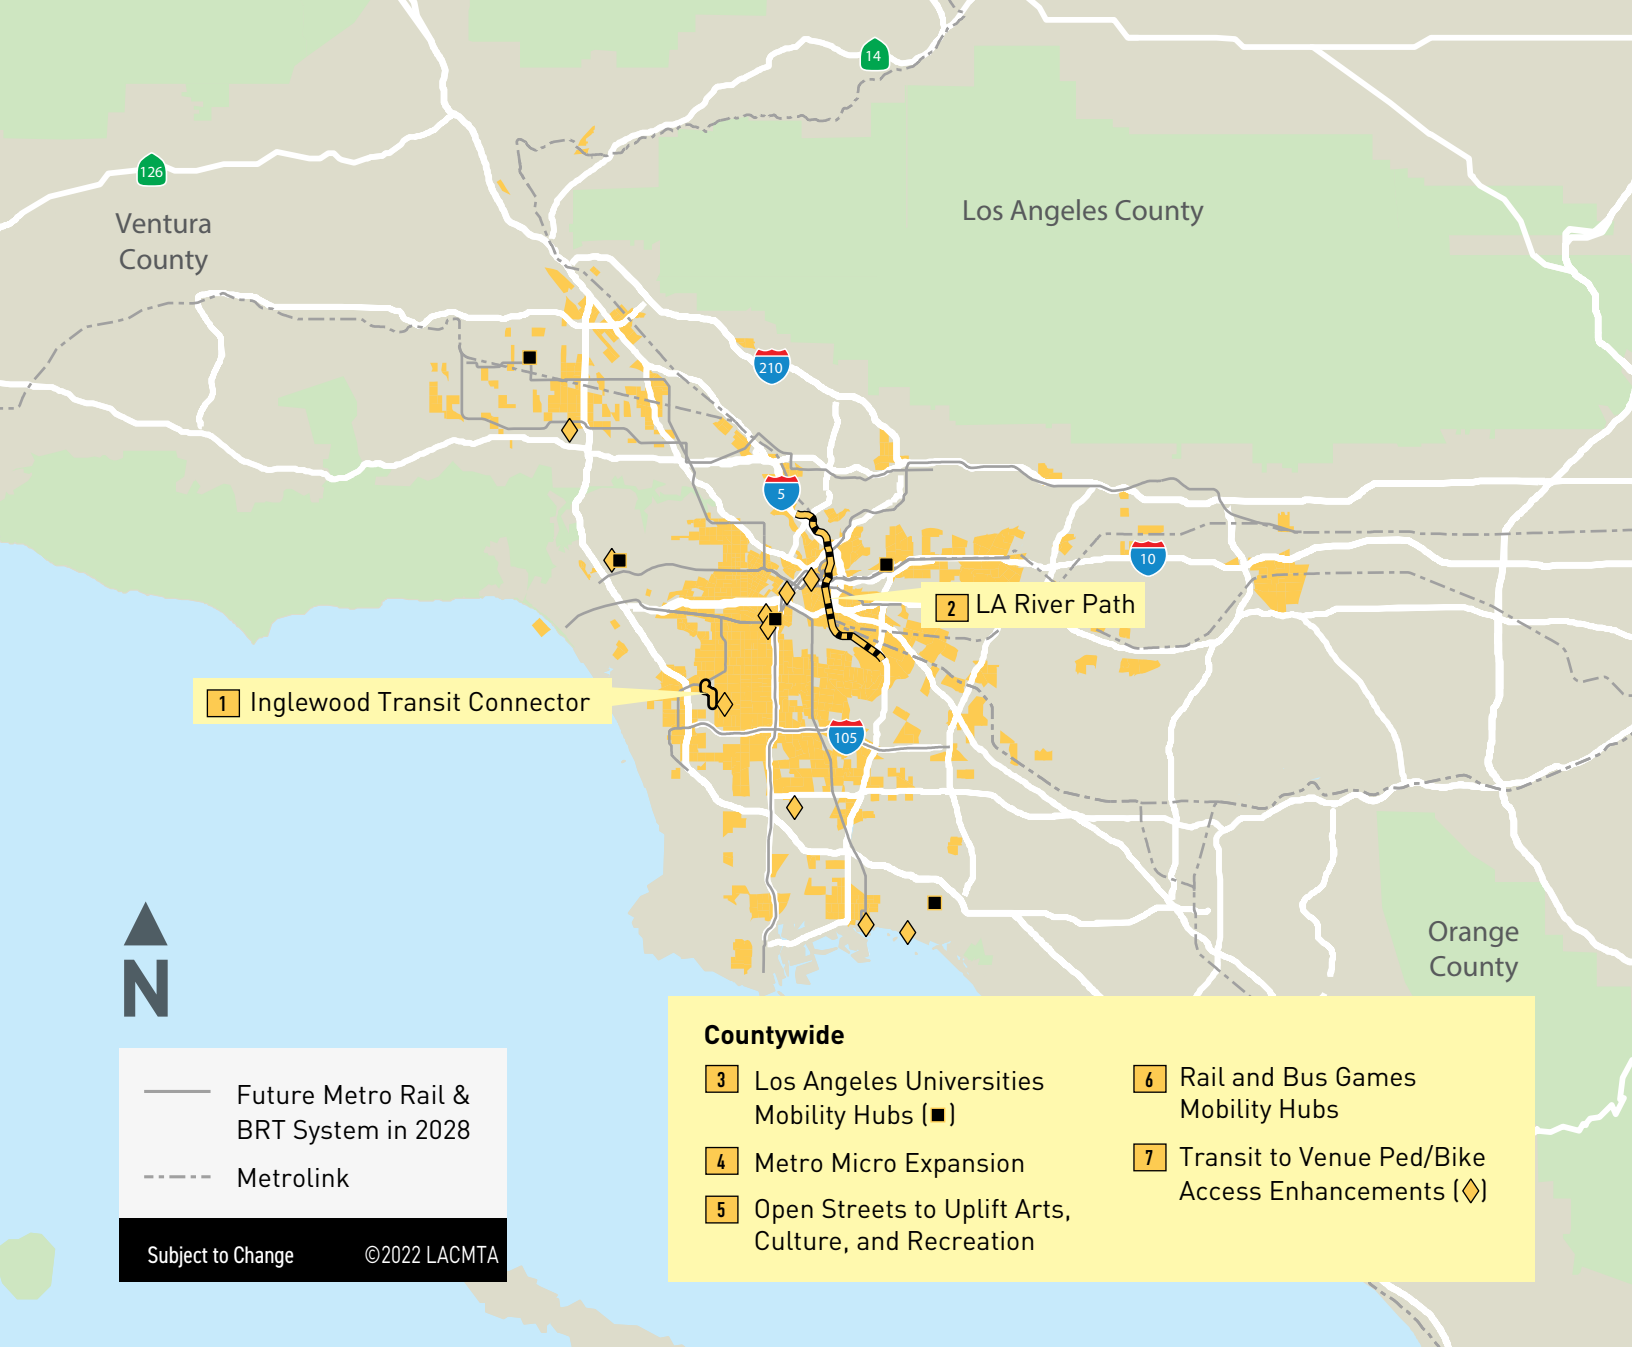 14
126
Ventura
County
Los Angeles County
210
5
10
2 LA River Path
1 Inglewood Transit Connector
105
N
Orange
County
Future Metro Rail &
BRT System in 2028
Metrolink
Subject to Change ©2022 LACMTA
Countywide
3 Los Angeles Universities
Mobility Hubs (■)
4 Metro Micro Expansion
5 Open Streets to Uplift Arts,
Culture, and Recreation
6 Rail and Bus Games
Mobility Hubs
7 Transit to Venue Ped/Bike
Access Enhancements (◇)